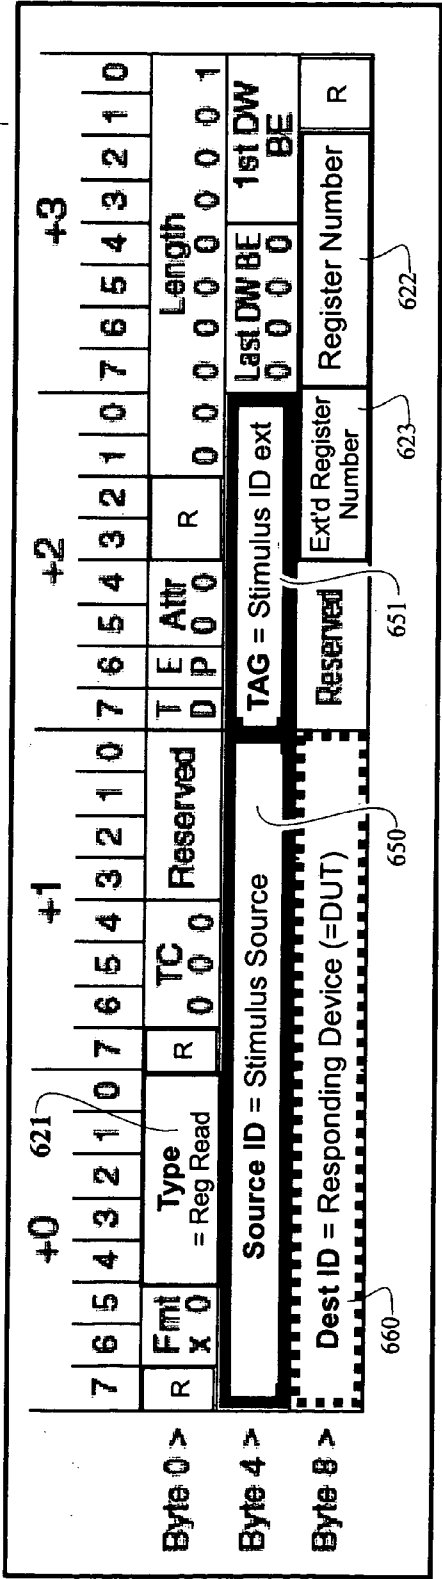 +0 +1 +2 +3
7 6 5 4 3 2 1 0 7 6 5 4 3 2 1 0 7 6 5 4 3 2 1 0 7 6 5 4 3 2 1 0
621
Byte 0 >
R
Fmt
x 0
Type
= Reg Read
R
TC
0 0 0
Reserved
T
D
E
P
Attr
0 0
R
Length
0 0 0 0 0 0 0 0 0 1
Byte 4 >
Source ID = Stimulus Source
TAG = Stimulus ID ext
Last DW BE
0 0 0 0
1st DW
BE
Byte 8 >
Dest ID = Responding Device (=DUT)
Reserved
Ext'd Register
Number
Register Number
R
660
650
651
623
622